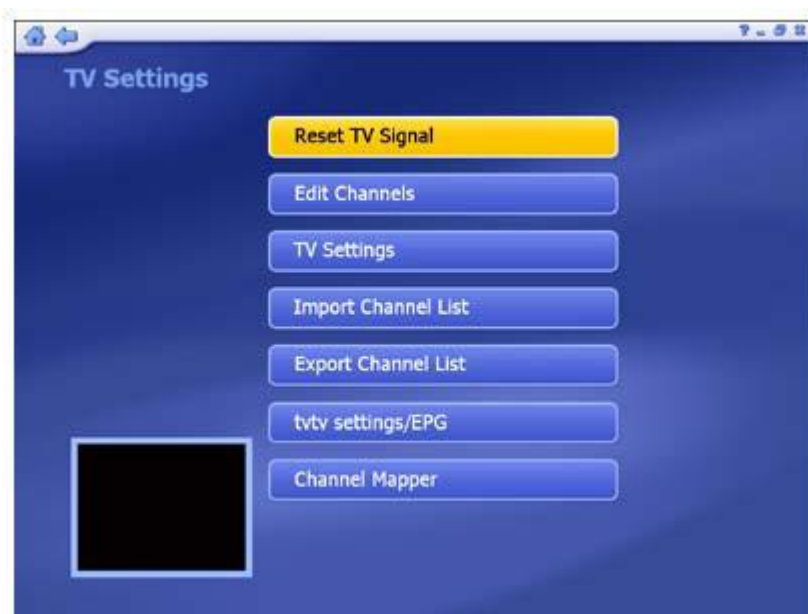 ?
TV Settings
Reset TV Signal
Edit Channels
TV Settings
Import Channel List
Export Channel List
tvtv settings/EPG
Channel Mapper